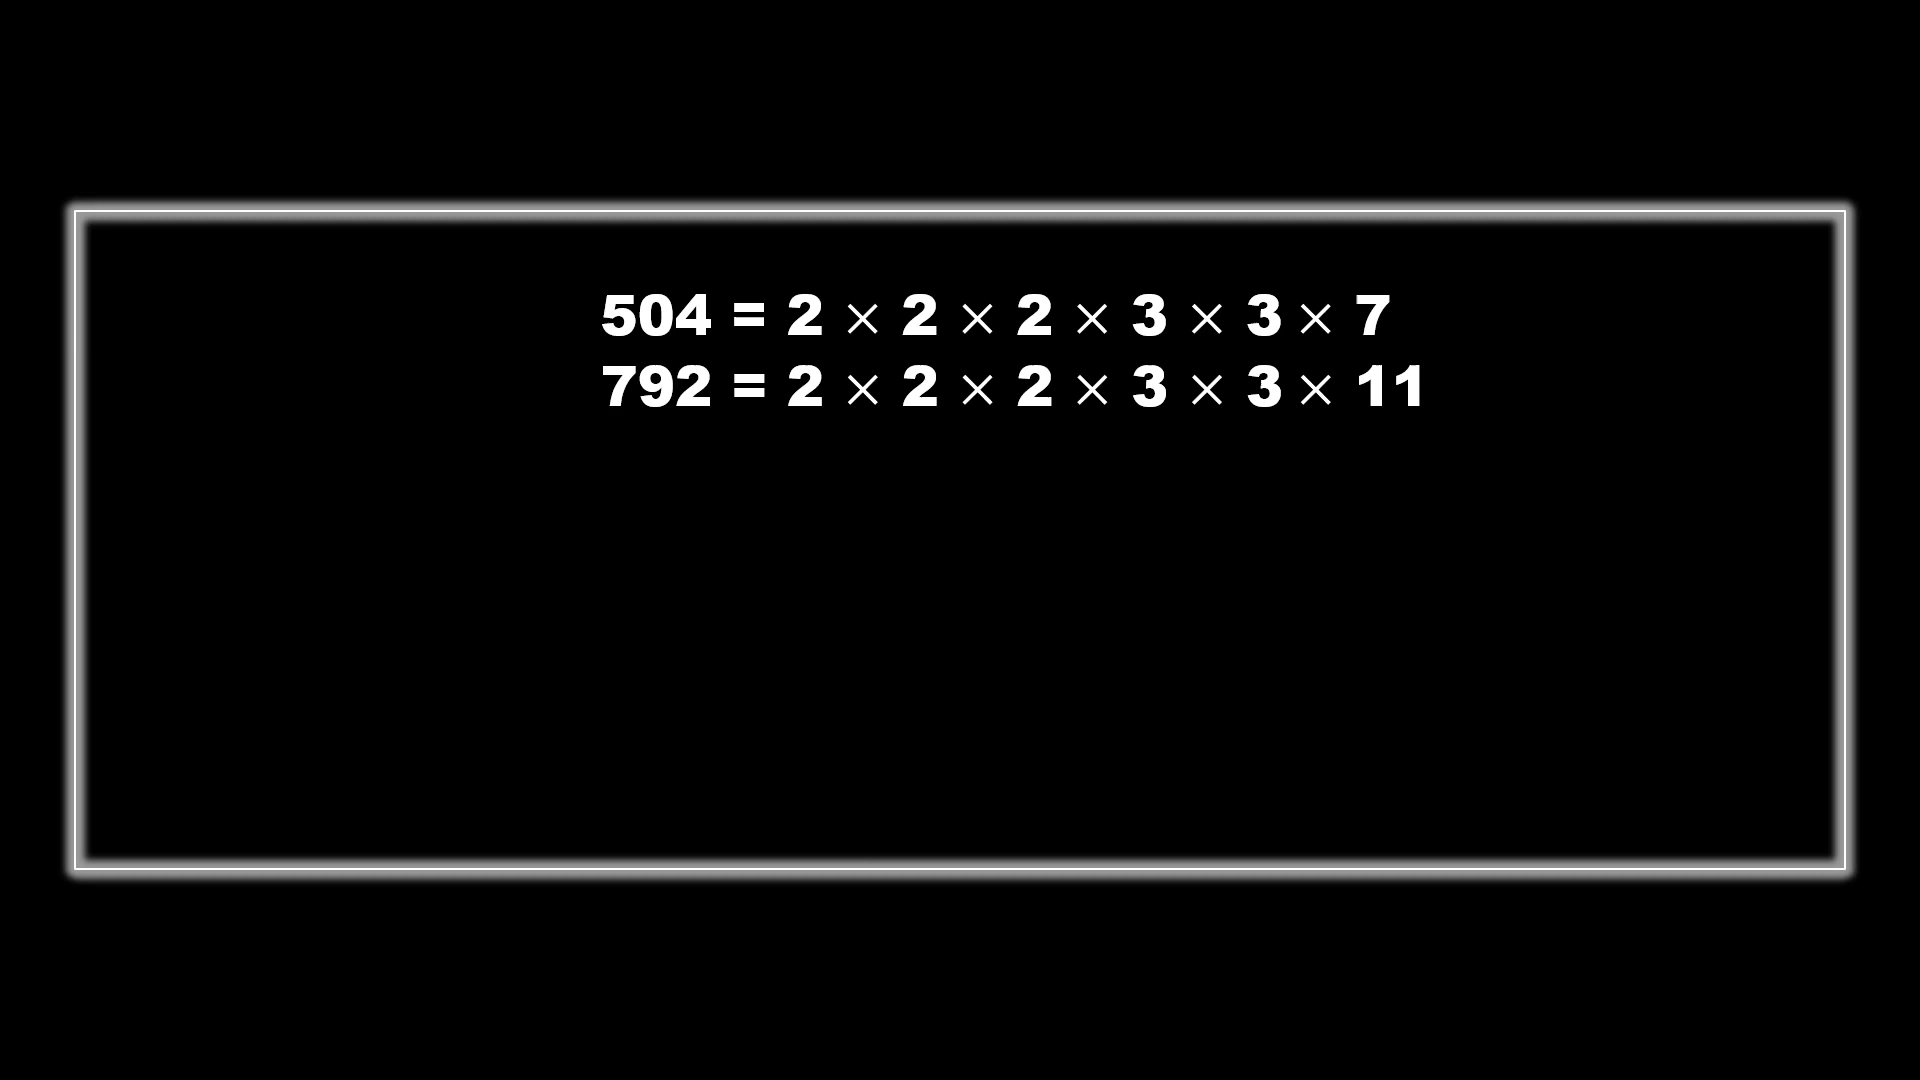 504 = 2 × 2 × 2 × 3 × 3 × 7
792 = 2 × 2 × 2 × 3 × 3 × 11